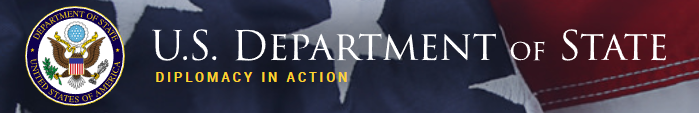 DEPARTMENT OF STATE
UNITED STATES OF AMERICA
U.S. DEPARTMENT OF STATE
DIPLOMACY IN ACTION